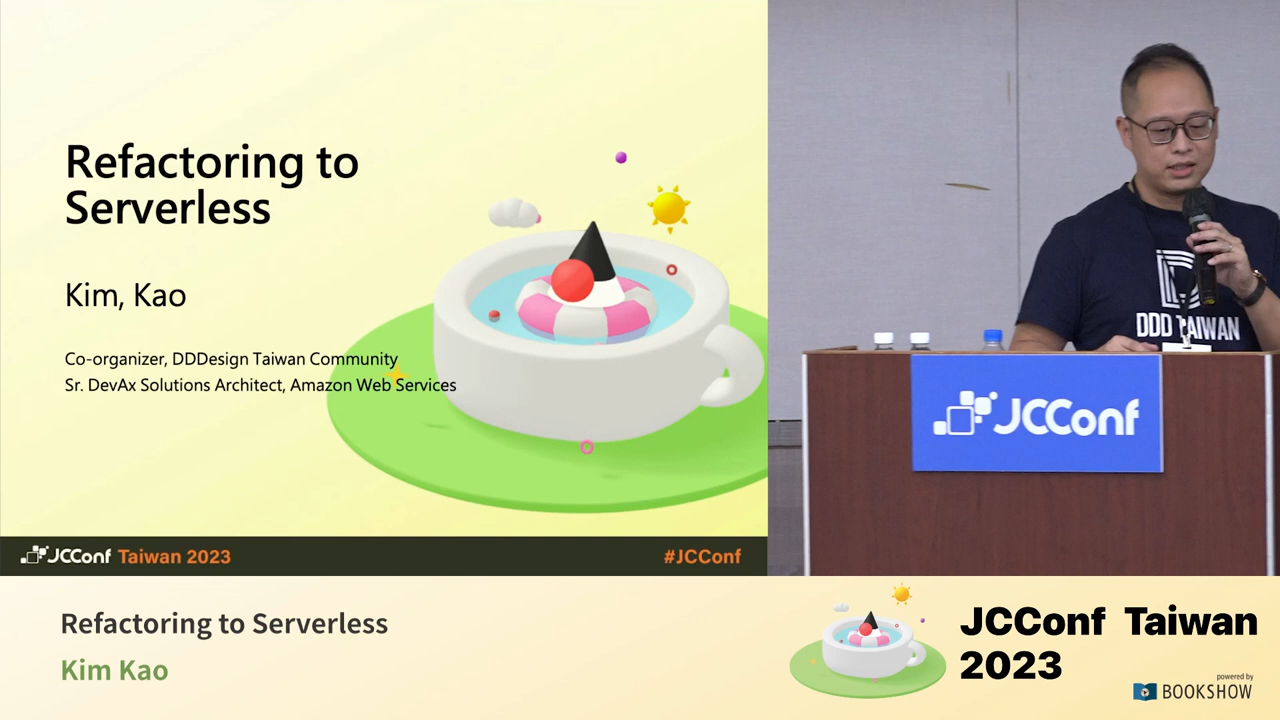 Refactoring to
Serverless
Kim, Kao
Co-organizer, DDDesign Taiwan Community
Sr. DevAx Solutions Architect, Amazon Web Services
JCConf Taiwan 2023
#JCConf
DDD TAIWAN
JCConf
Refactoring to Serverless
Kim Kao
JCConf Taiwan
2023
powered by
BOOKSHOW